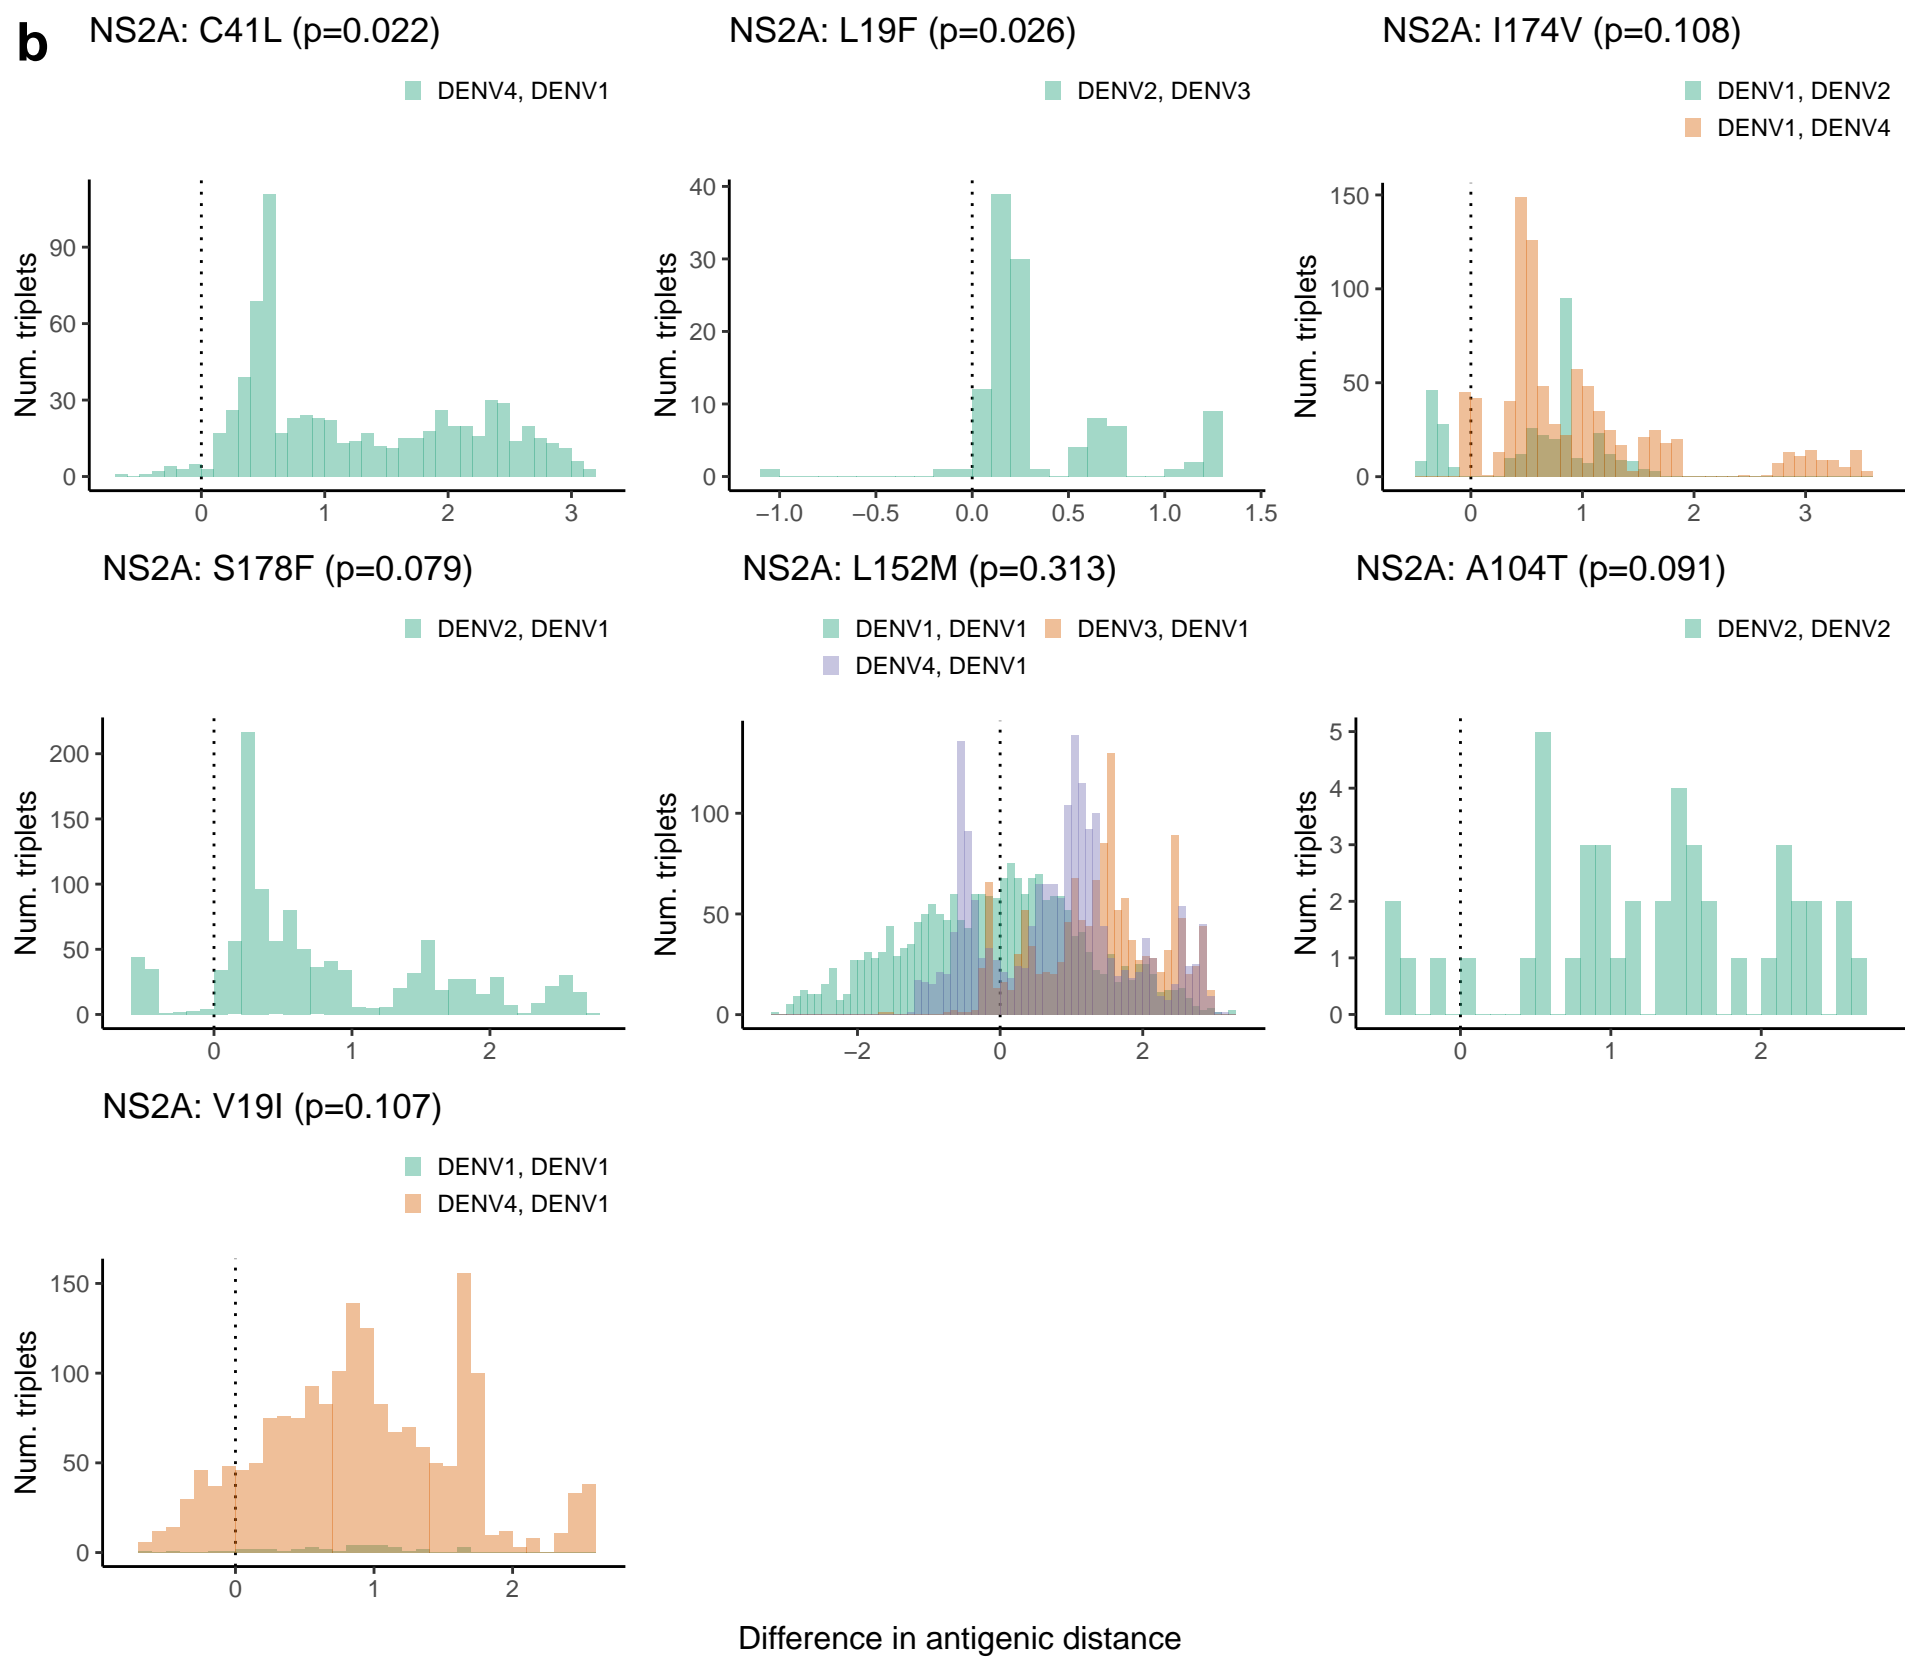 b
NS2A: C41L (p=0.022)
DENV4, DENV1
Num. triplets
90
60
30
0
0 1 2 3
NS2A: L19F (p=0.026)
DENV2, DENV3
Num. triplets
40
30
20
10
0
−1.0 −0.5 0.0 0.5 1.0 1.5
NS2A: I174V (p=0.108)
DENV1, DENV2
DENV1, DENV4
Num. triplets
150
100
50
0
0 1 2 3
NS2A: S178F (p=0.079)
DENV2, DENV1
Num. triplets
200
150
100
50
0
0 1 2
NS2A: L152M (p=0.313)
DENV1, DENV1 DENV3, DENV1
DENV4, DENV1
Num. triplets
100
50
0
−2 0 2
NS2A: A104T (p=0.091)
DENV2, DENV2
Num. triplets
5
4
3
2
1
0
0 1 2
NS2A: V19I (p=0.107)
DENV1, DENV1
DENV4, DENV1
Num. triplets
150
100
50
0
0 1 2
Difference in antigenic distance